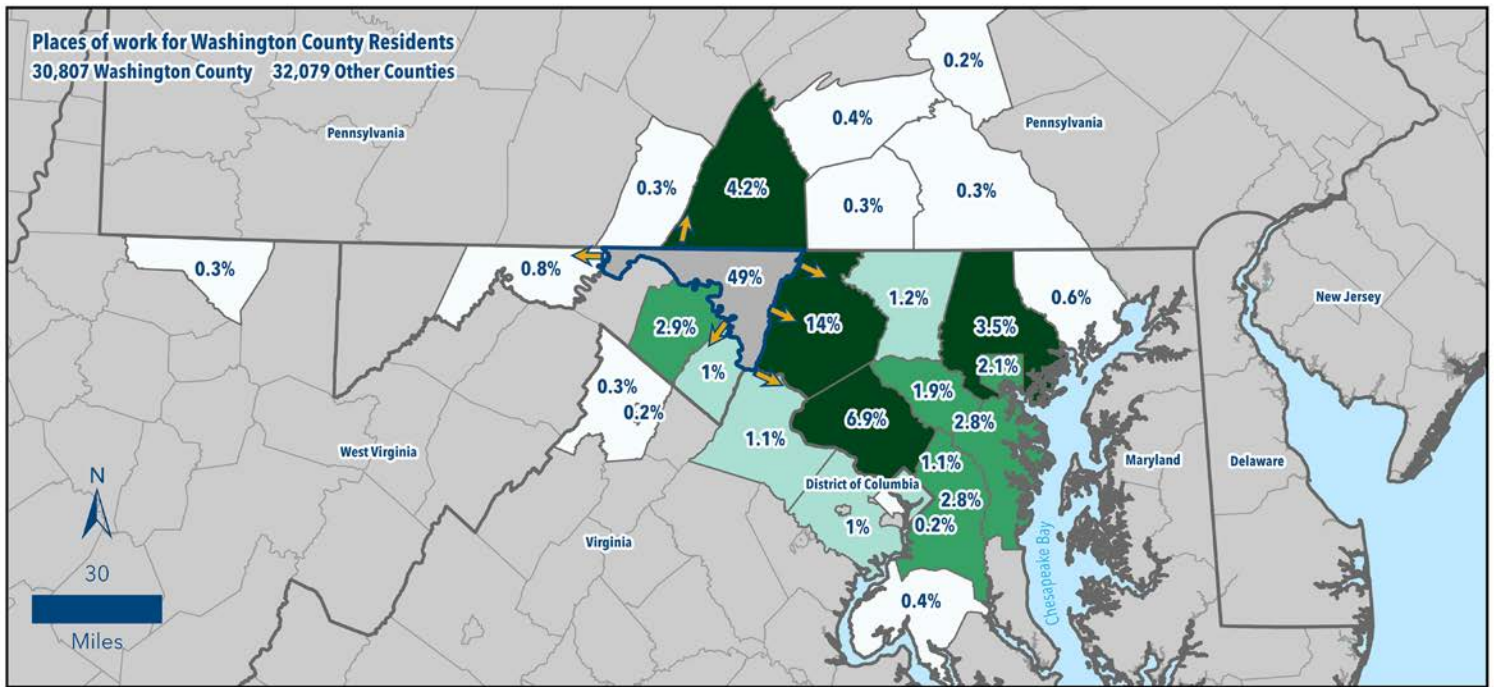 Places of work for Washington County Residents
30,807 Washington County 32,079 Other Counties
0.2%
0.4%
Pennsylvania
Pennsylvania
0.3%
4.2%
0.3%
0.3%
0.3%
0.8%
49%
1.2%
0.6%
New Jersey
2.9%
14%
3.5%
1%
2.1%
0.3%
0.2%
1.9%
6.9%
2.8%
1.1%
West Virginia
1.1%
Maryland
Delaware
N
District of Columbia
2.8%
1%
0.2%
Virginia
Chesapeake Bay
30
0.4%
Miles